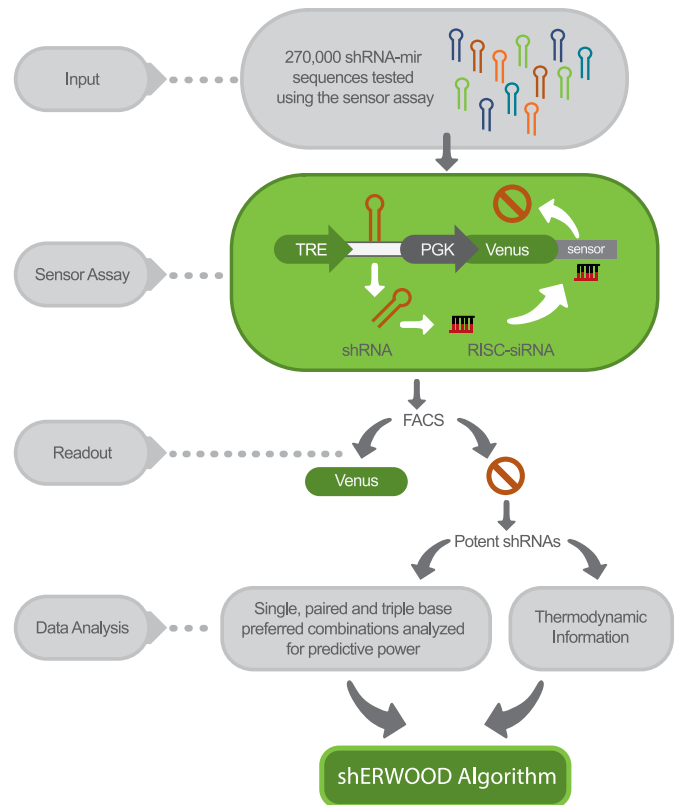 Input
270,000 shRNA-mir
sequences tested
using the sensor assay
Sensor Assay
TRE
PGK
Venus
sensor
shRNA
RISC-siRNA
FACS
Readout
Venus
Potent shRNAs
Data Analysis
Single, paired and triple base
preferred combinations analyzed
for predictive power
Thermodynamic
Information
shERWOOD Algorithm